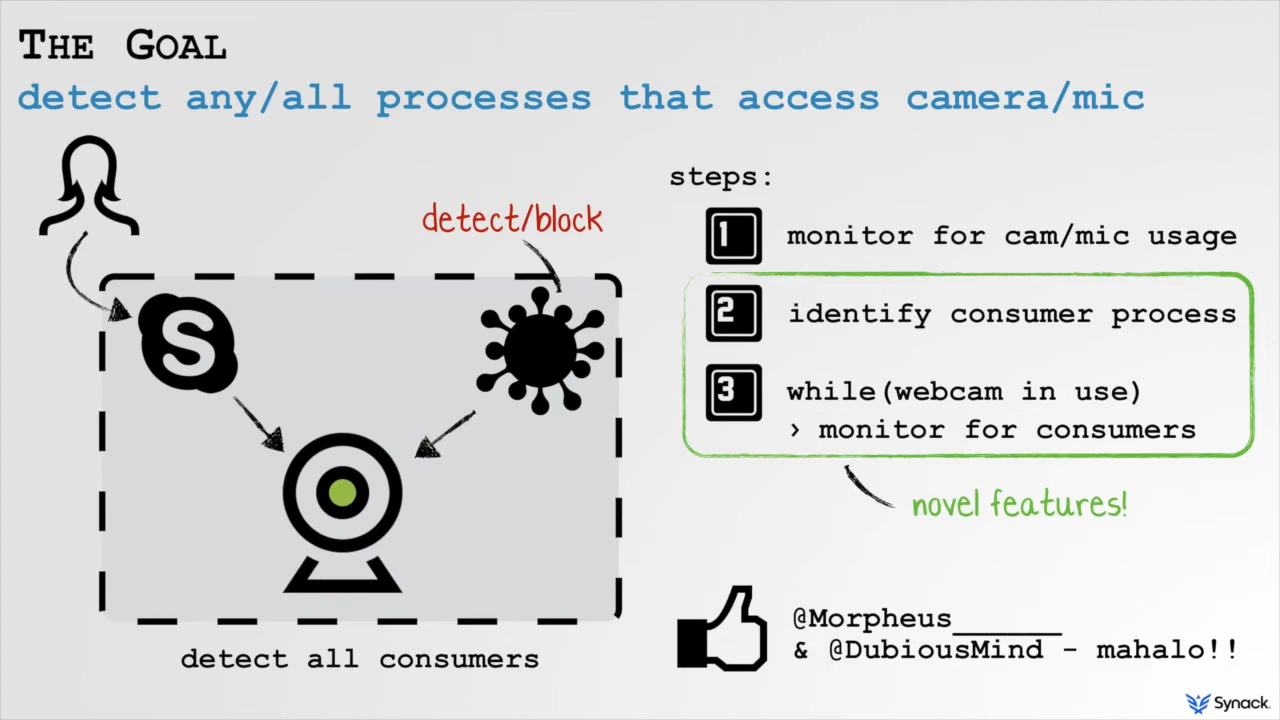 The Goal
detect any/all processes that access camera/mic
steps:
detect/block
1 monitor for cam/mic usage
2 identify consumer process
S
3 while(webcam in use)
› monitor for consumers
novel features!
@Morpheus______
& @DubiousMind - mahalo!!
detect all consumers
Synack.